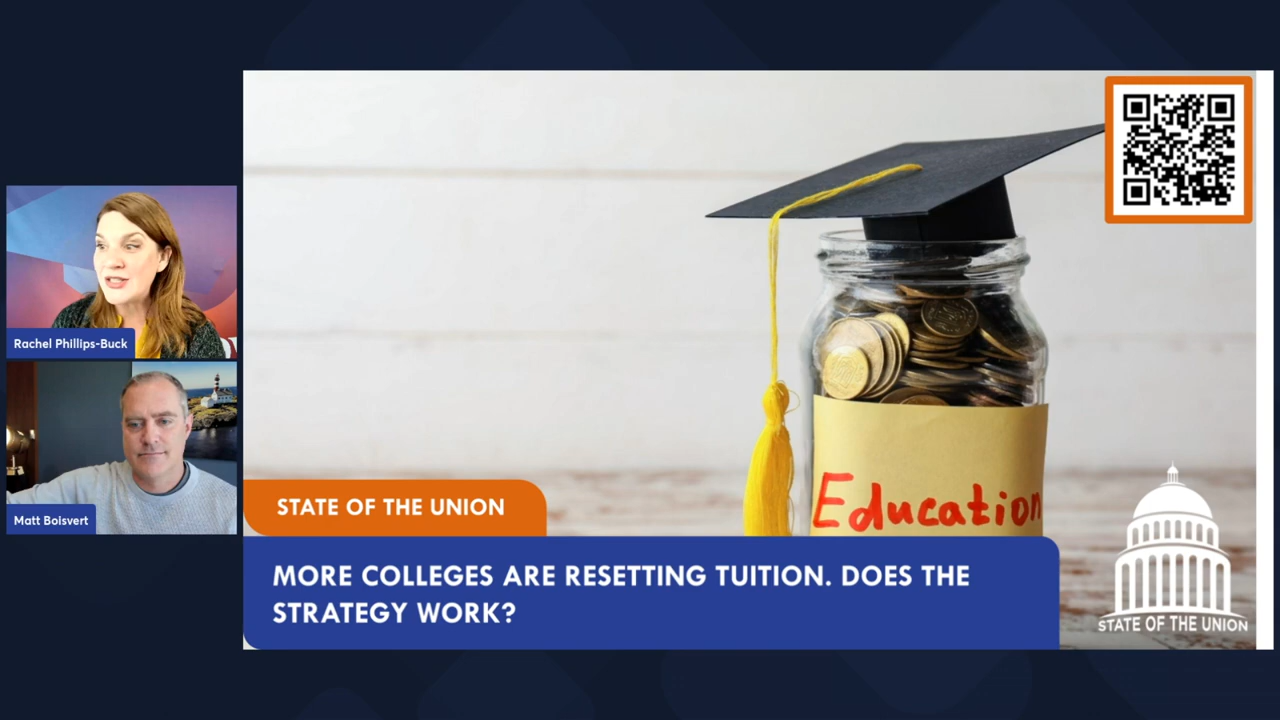 Rachel Phillips-Buck
Matt Boisvert
Education
STATE OF THE UNION
MORE COLLEGES ARE RESETTING TUITION. DOES THE
STRATEGY WORK?
STATE OF THE UNION